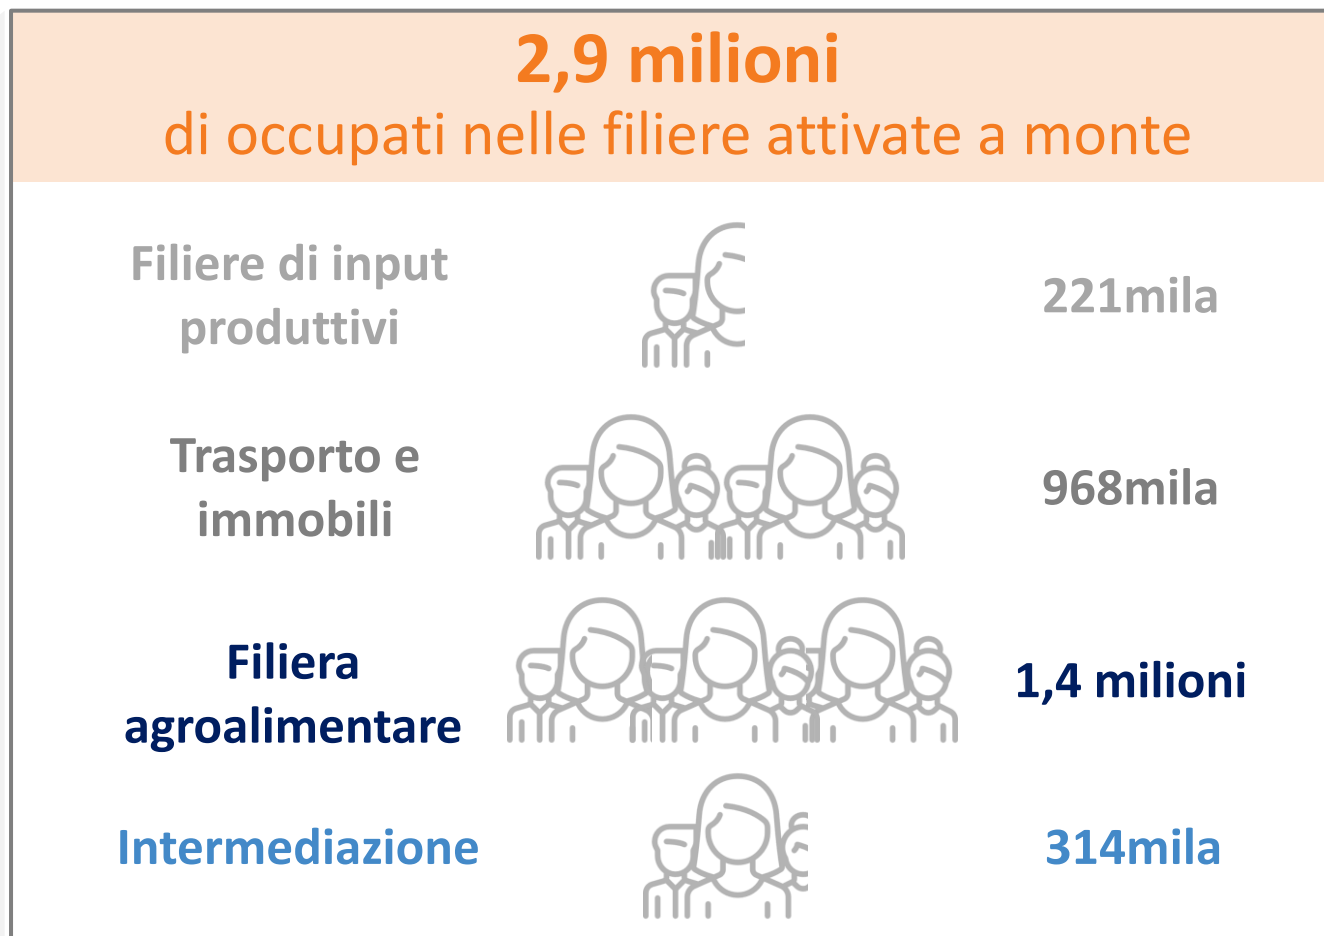 2,9 milioni
di occupati nelle filiere attivate a monte
Filiere di input
produttivi
221mila
Trasporto e
immobili
968mila
Filiera
agroalimentare
1,4 milioni
Intermediazione
314mila